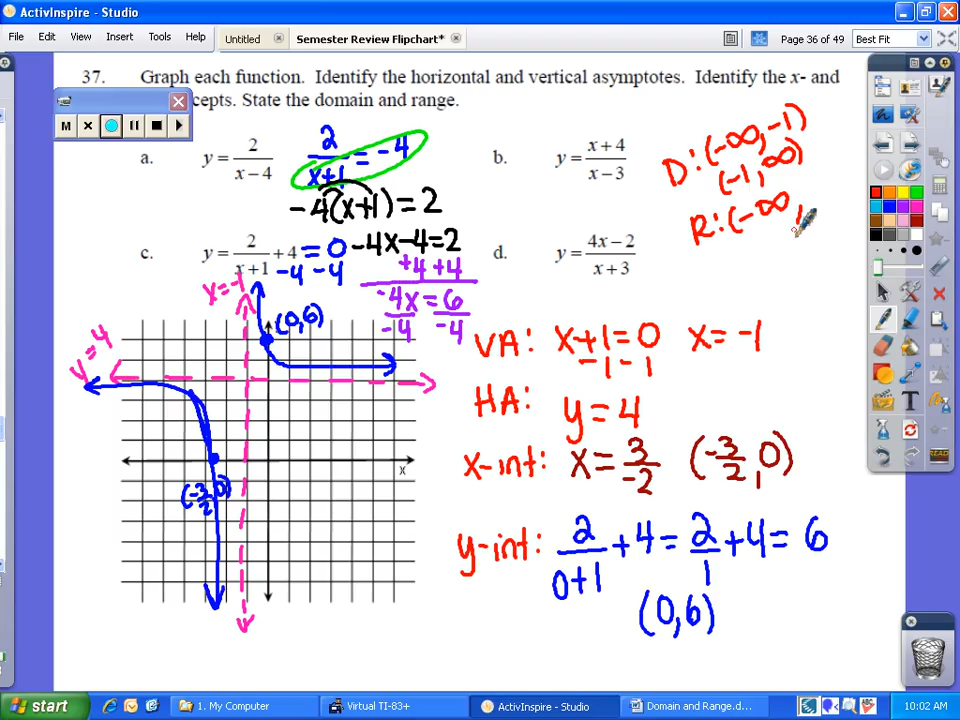 ActivInspire - Studio
File Edit View Insert Tools Help
Untitled
Semester Review Flipchart*
Page 36 of 49
Best Fit
37. Graph each function. Identify the horizontal and vertical asymptotes. Identify the x- and
cepts. State the domain and range.
M
a. y = 2/(x-4)
2/(x+1) = -4
b. y = (x+4)/(x-3)
D: (-∞, -1)
(-1, ∞)
R: (-∞,
-4(x+1) = 2
c. y = 2/(x+1) +4 = 0
-4 -4
-4x-4=2
+4 +4
-4x = 6
-4 -4
d. y = (4x-2)/(x+3)
x=-1
(0,6)
y=4
x
(-3/2, 0)
VA: x+1=0 x= -1
-1 -1
HA: y = 4
x-int: x = 3/-2 (-3/2, 0)
y-int: 2/(0+1) + 4 = 2/1 + 4 = 6
(0,6)
T
READ
start
1. My Computer
Virtual TI-83+
ActivInspire - Studio
Domain and Range.d...
10:02 AM